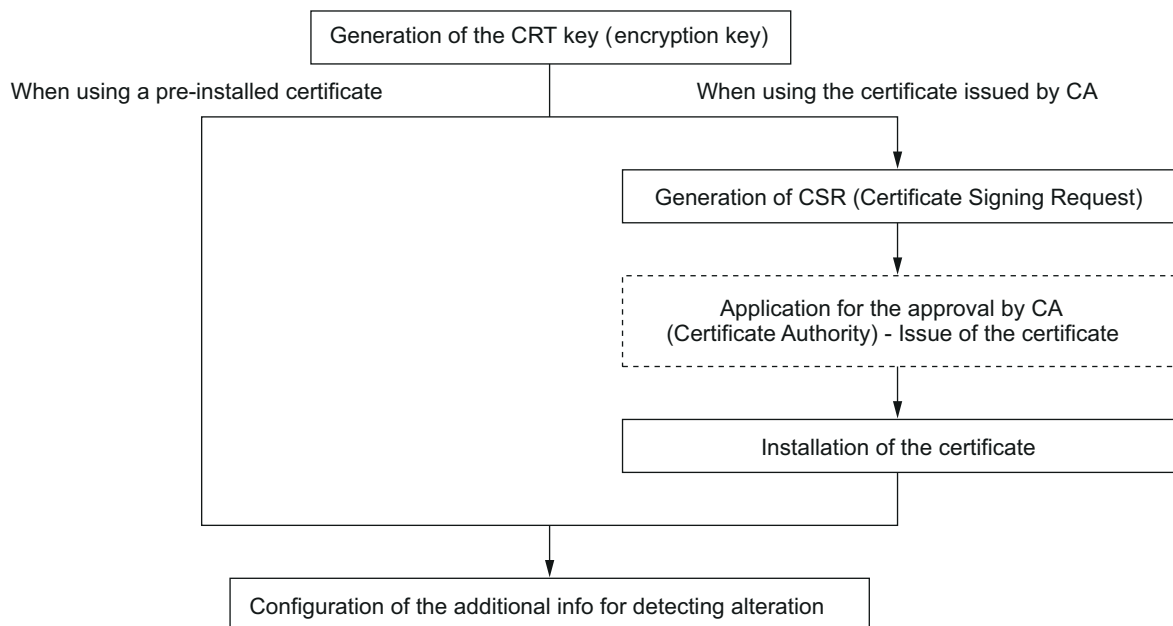 Generation of the CRT key (encryption key)
When using a pre-installed certificate
When using the certificate issued by CA
Generation of CSR (Certificate Signing Request)
Application for the approval by CA
(Certificate Authority) - Issue of the certificate
Installation of the certificate
Configuration of the additional info for detecting alteration